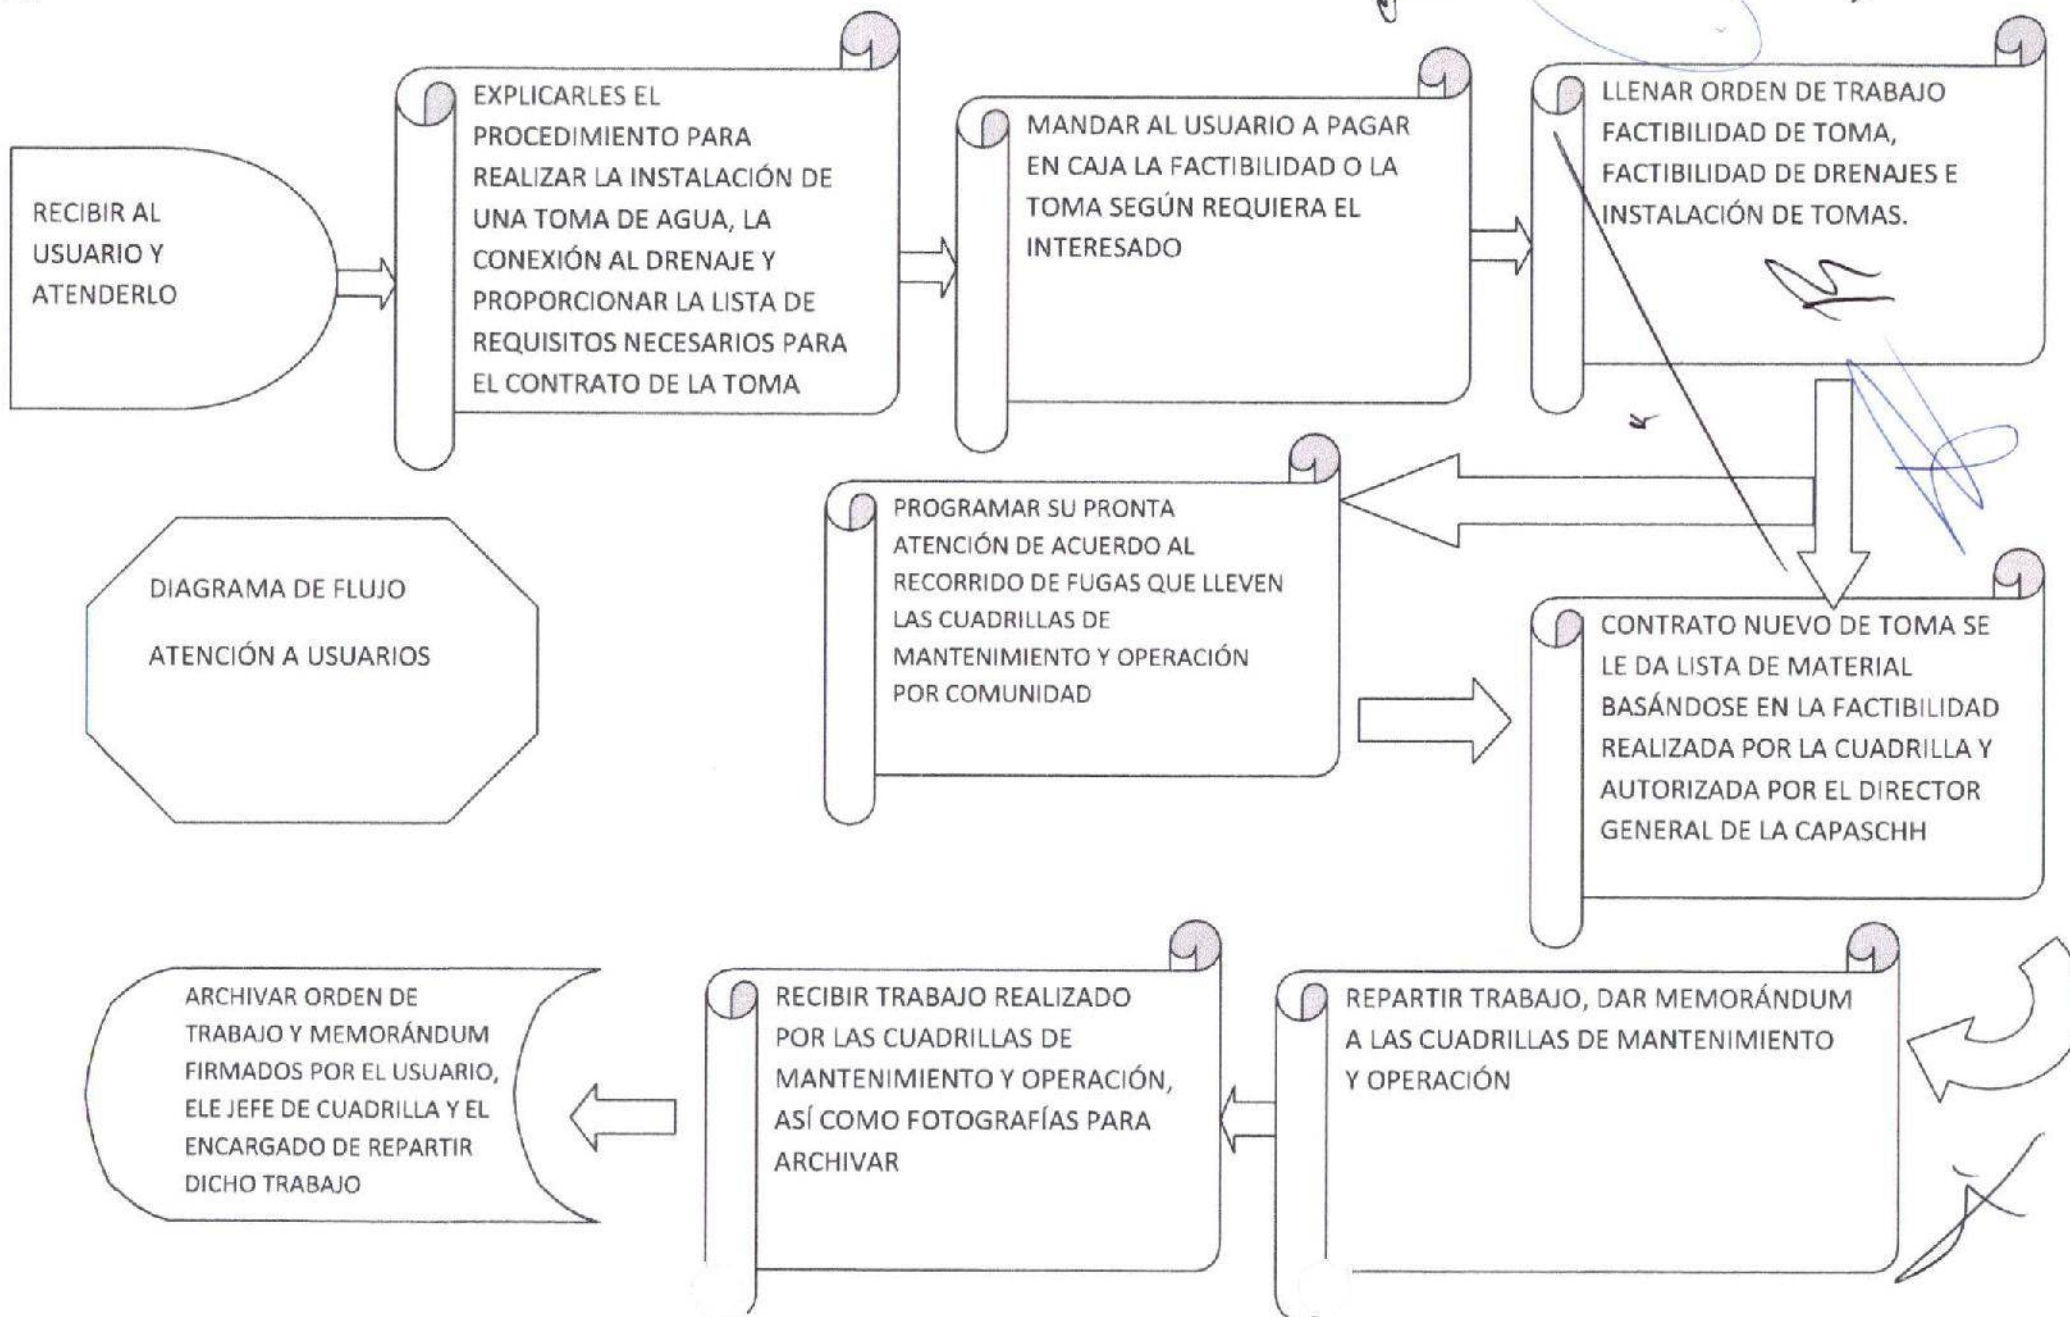 RECIBIR AL
USUARIO Y
ATENDERLO
EXPLICARLES EL
PROCEDIMIENTO PARA
REALIZAR LA INSTALACIÓN DE
UNA TOMA DE AGUA, LA
CONEXIÓN AL DRENAJE Y
PROPORCIONAR LA LISTA DE
REQUISITOS NECESARIOS PARA
EL CONTRATO DE LA TOMA
MANDAR AL USUARIO A PAGAR
EN CAJA LA FACTIBILIDAD O LA
TOMA SEGÚN REQUIERA EL
INTERESADO
LLENAR ORDEN DE TRABAJO
FACTIBILIDAD DE TOMA,
FACTIBILIDAD DE DRENAJES E
INSTALACIÓN DE TOMAS.
DIAGRAMA DE FLUJO
ATENCIÓN A USUARIOS
PROGRAMAR SU PRONTA
ATENCIÓN DE ACUERDO AL
RECORRIDO DE FUGAS QUE LLEVEN
LAS CUADRILLAS DE
MANTENIMIENTO Y OPERACIÓN
POR COMUNIDAD
CONTRATO NUEVO DE TOMA SE
LE DA LISTA DE MATERIAL
BASÁNDOSE EN LA FACTIBILIDAD
REALIZADA POR LA CUADRILLA Y
AUTORIZADA POR EL DIRECTOR
GENERAL DE LA CAPASCHH
REPARTIR TRABAJO, DAR MEMORÁNDUM
A LAS CUADRILLAS DE MANTENIMIENTO
Y OPERACIÓN
RECIBIR TRABAJO REALIZADO
POR LAS CUADRILLAS DE
MANTENIMIENTO Y OPERACIÓN,
ASÍ COMO FOTOGRAFÍAS PARA
ARCHIVAR
ARCHIVAR ORDEN DE
TRABAJO Y MEMORÁNDUM
FIRMADOS POR EL USUARIO,
ELE JEFE DE CUADRILLA Y EL
ENCARGADO DE REPARTIR
DICHO TRABAJO